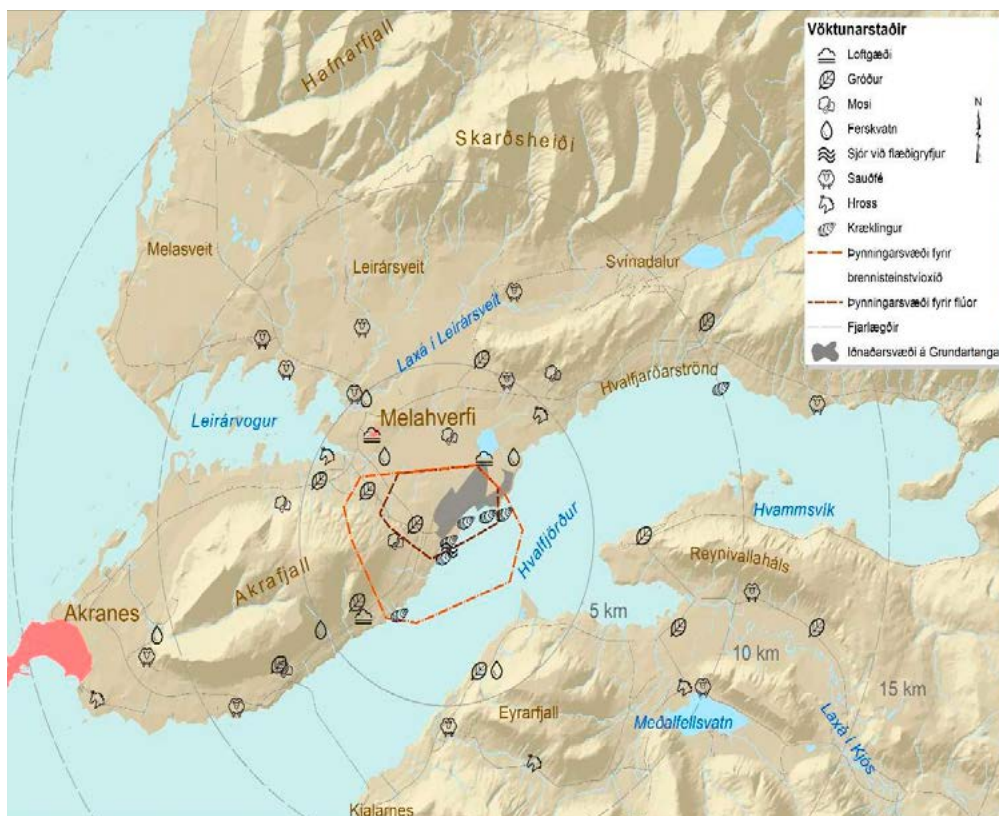 Vöktunarstaðir
Loftgæði
Gróður
Mosi
Ferskvatn
Sjór við flæðigryfjur
Sauðfé
Hross
Kræklingur
Þynningarsvæði fyrir
brennisteinstvíoxíð
Þynningarsvæði fyrir flúor
Fjarlægðir
Iðnaðarsvæði á Grundartanga
N
Hafnarfjall
Skarðsheiði
Melasveit
Leirársveit
Svínadalur
Laxá í Leirársveit
Hvalfjarðarströnd
Leirárvogur
Melahverfi
Hvammsvík
Hvalfjörður
Reynivallaháls
Akrafjall
Akranes
5 km
10 km
15 km
Eyrarfjall
Meðalfellsvatn
Laxá í Kjós
Kjalarnes